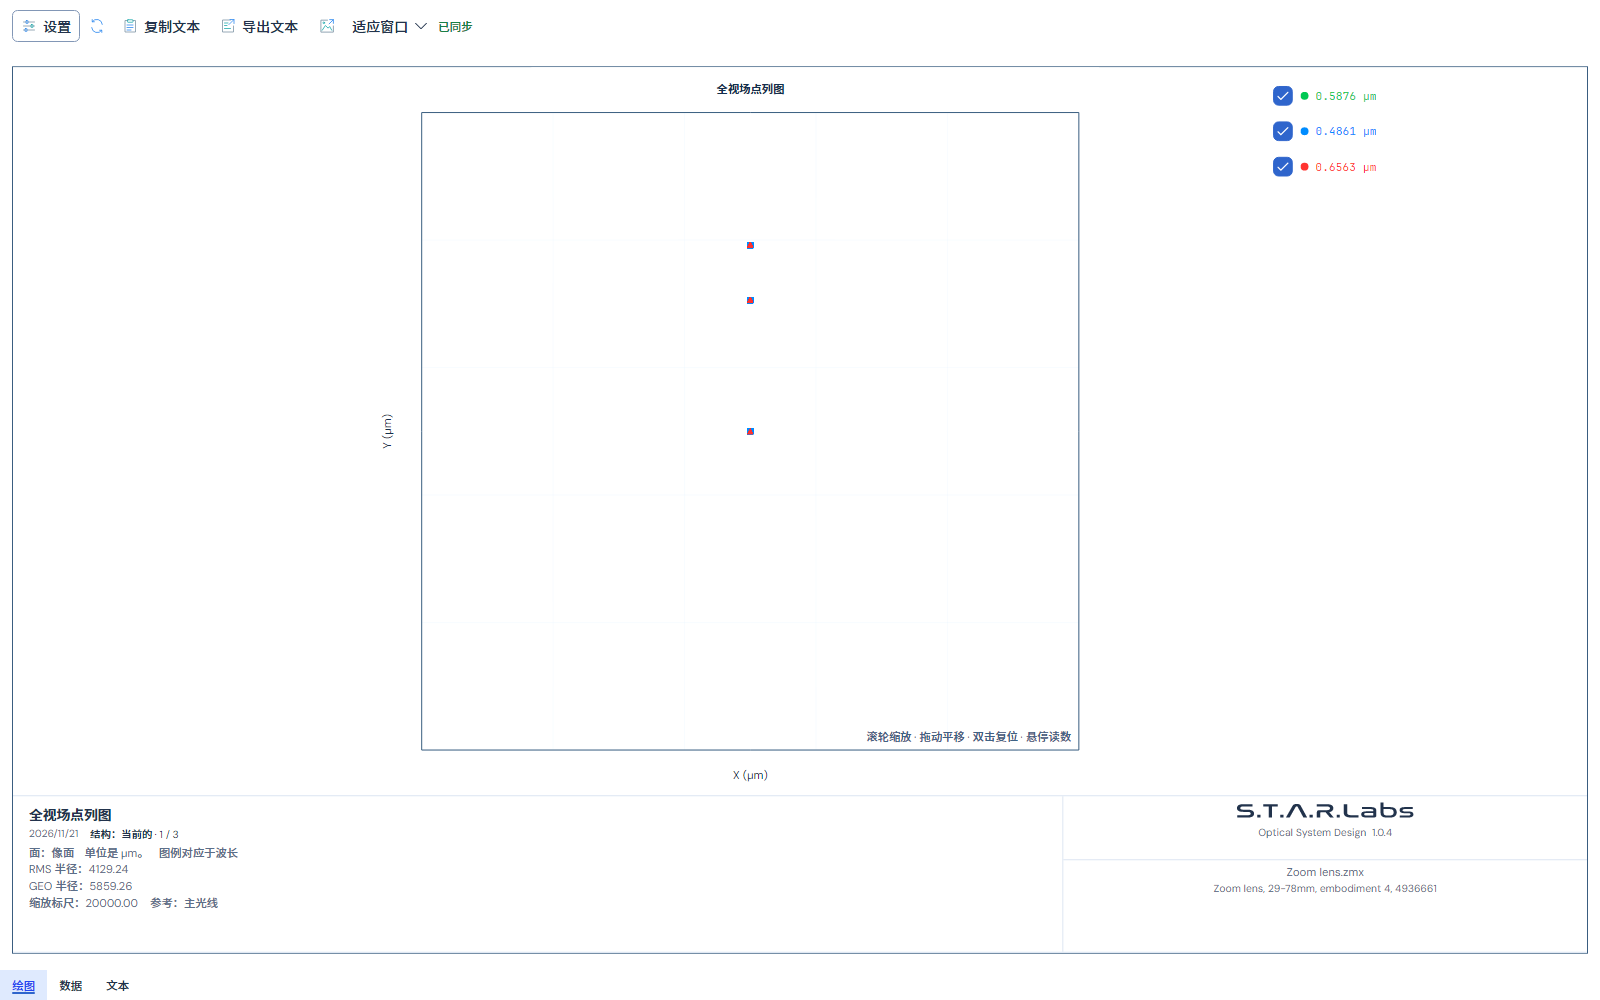 设置 复制文本 导出文本 适应窗口 已同步
全视场点列图
0.5876 µm
0.4861 µm
0.6563 µm
Y (µm)
滚轮缩放 · 拖动平移 · 双击复位 · 悬停读数
X (µm)
全视场点列图
2026/11/21 结构：当前的 · 1 / 3
面：像面 单位是 µm。 图例对应于波长
RMS 半径：4129.24
GEO 半径：5859.26
缩放标尺：20000.00 参考：主光线
S.T.A.R.Labs
Optical System Design 1.0.4
Zoom lens.zmx
Zoom lens, 29-78mm, embodiment 4, 4936661
绘图 数据 文本